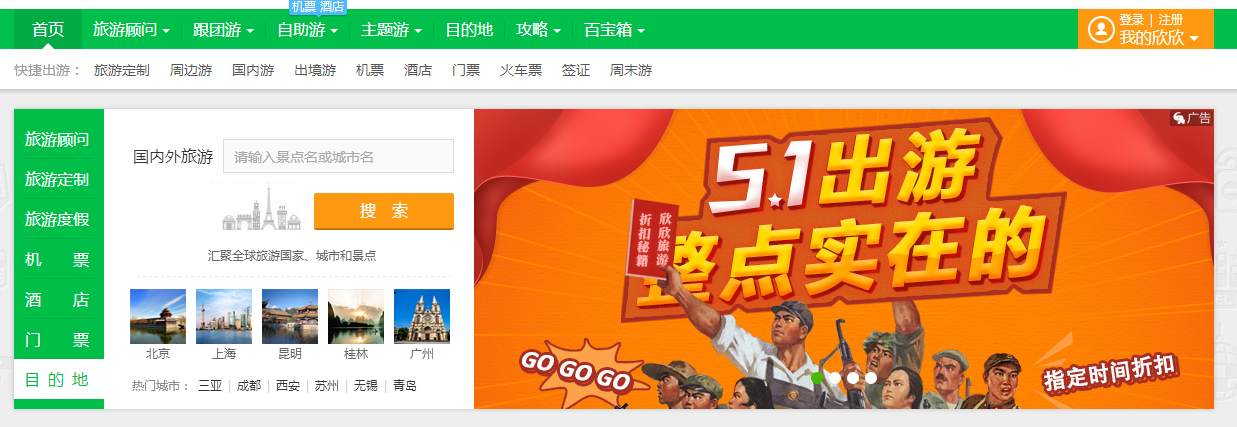 机票 酒店
首页 旅游顾问 跟团游 自助游 主题游 目的地 攻略 百宝箱
登录 | 注册
我的欣欣
快捷出游： 旅游定制 周边游 国内游 出境游 机票 酒店 门票 火车票 签证 周末游
旅游顾问
旅游定制
旅游度假
机 票
酒 店
门 票
目 的 地
国内外旅游 请输入景点名或城市名
搜 索
汇聚全球旅游国家、城市和景点
北京 上海 昆明 桂林 广州
热门城市： 三亚 | 成都 | 西安 | 苏州 | 无锡 | 青岛
广告
5.1出游
整点实在的
欣欣旅游
折扣秘籍
GO GO GO
指定时间折扣